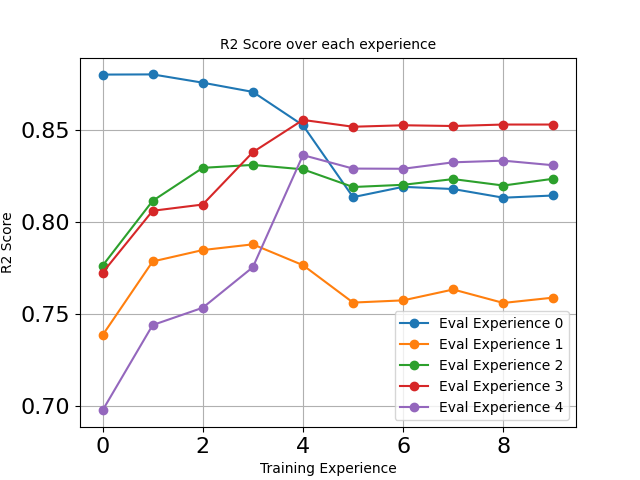 R2 Score over each experience
R2 Score
0.85
0.80
0.75
0.70
0 2 4 6 8
Training Experience
Eval Experience 0
Eval Experience 1
Eval Experience 2
Eval Experience 3
Eval Experience 4